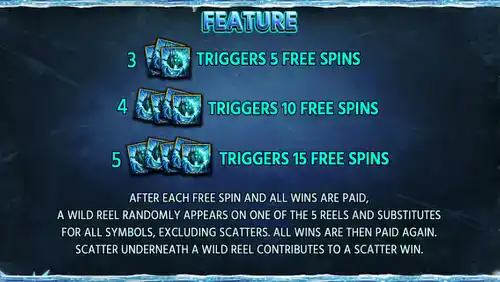 FEATURE
3 TRIGGERS 5 FREE SPINS
4 TRIGGERS 10 FREE SPINS
5 TRIGGERS 15 FREE SPINS
AFTER EACH FREE SPIN AND ALL WINS ARE PAID,
A WILD REEL RANDOMLY APPEARS ON ONE OF THE 5 REELS AND SUBSTITUTES
FOR ALL SYMBOLS, EXCLUDING SCATTERS. ALL WINS ARE THEN PAID AGAIN.
SCATTER UNDERNEATH A WILD REEL CONTRIBUTES TO A SCATTER WIN.